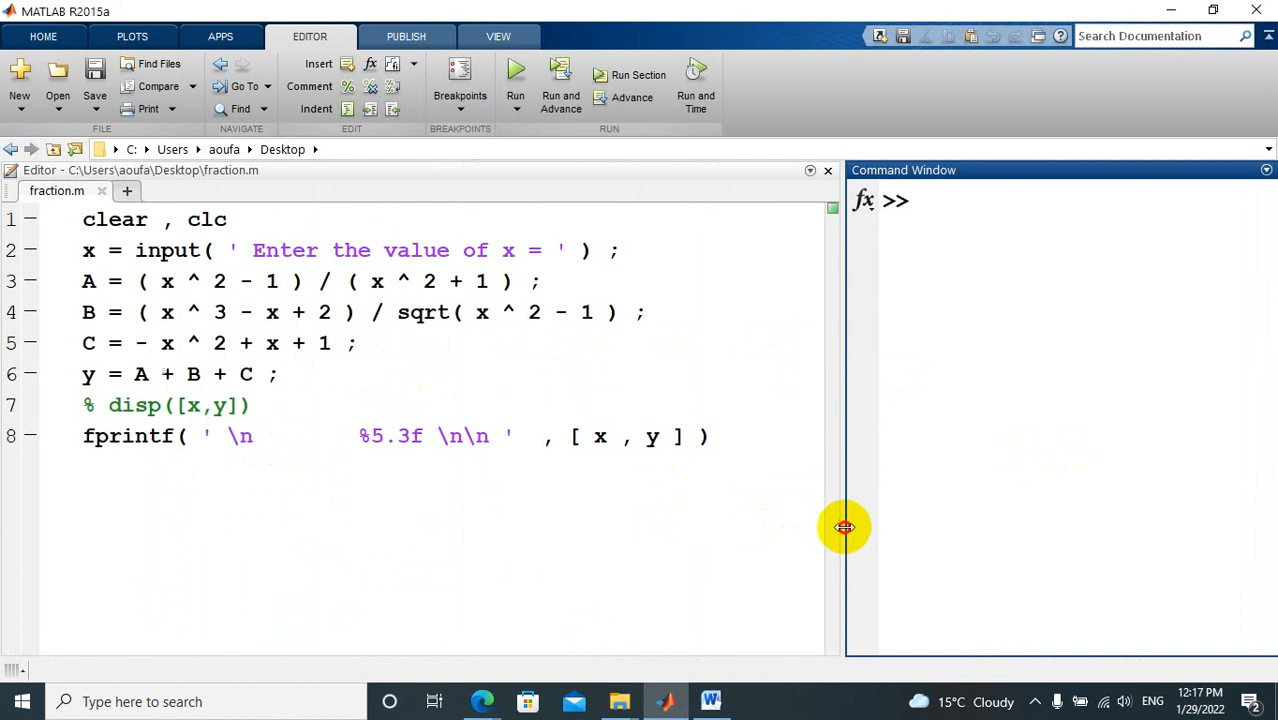 MATLAB R2015a
HOME PLOTS APPS EDITOR PUBLISH VIEW Search Documentation
New Open Save Find Files Compare Print Insert fx Comment Indent Go To Find Breakpoints Run Run and Advance Run Section Advance Run and Time
FILE NAVIGATE EDIT BREAKPOINTS RUN
C: Users aoufa Desktop
Editor - C:\Users\aoufa\Desktop\fraction.m
Command Window
fraction.m
fx >>
1 clear , clc
2 x = input( ' Enter the value of x = ' ) ;
3 A = ( x ^ 2 - 1 ) / ( x ^ 2 + 1 ) ;
4 B = ( x ^ 3 - x + 2 ) / sqrt( x ^ 2 - 1 ) ;
5 C = - x ^ 2 + x + 1 ;
6 y = A + B + C ;
7 % disp([x,y])
8 fprintf( ' \n %5.3f \n\n ' , [ x , y ] )
Type here to search
15°C Cloudy
ENG
12:17 PM
1/29/2022
2